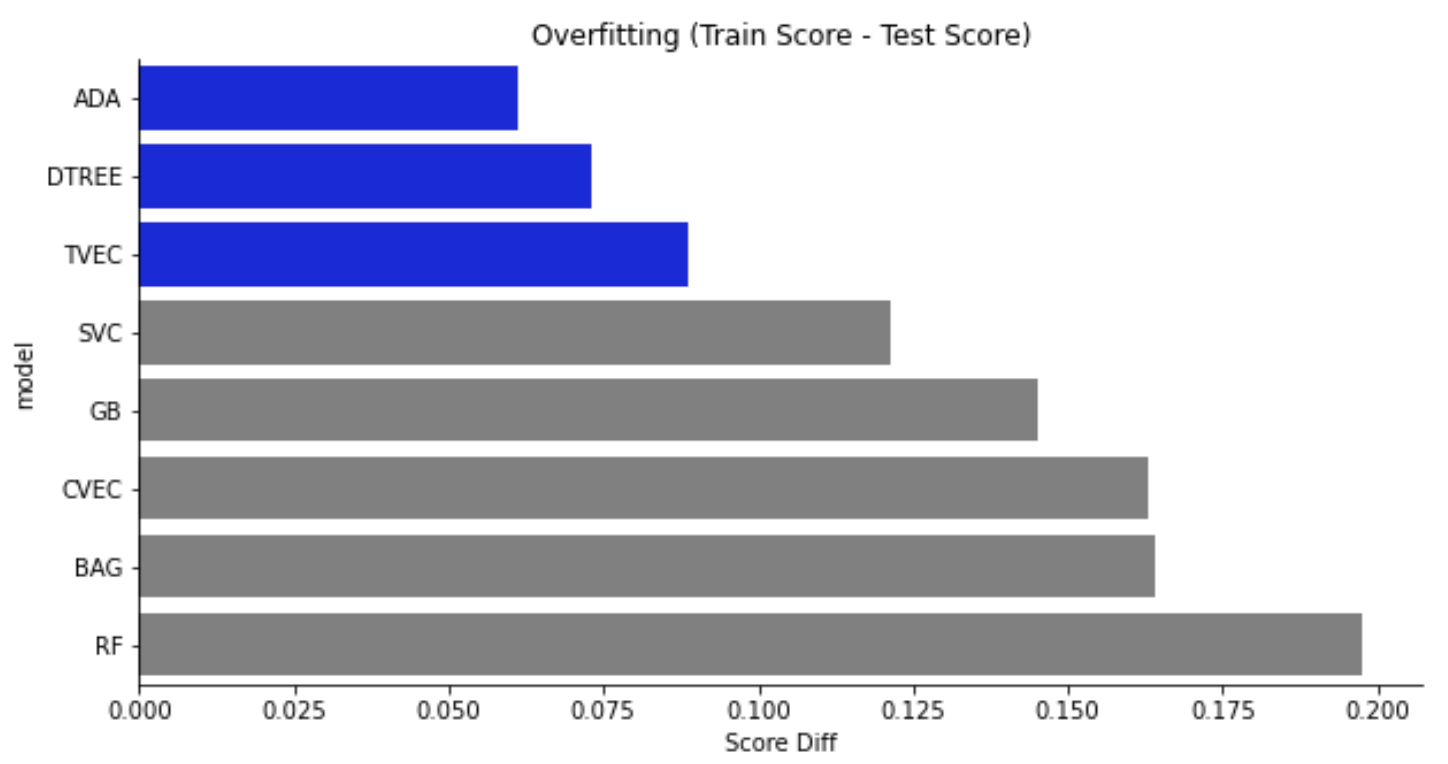 Overfitting (Train Score - Test Score)
ADA
DTREE
TVEC
SVC
GB
CVEC
BAG
RF
model
0.000 0.025 0.050 0.075 0.100 0.125 0.150 0.175 0.200
Score Diff